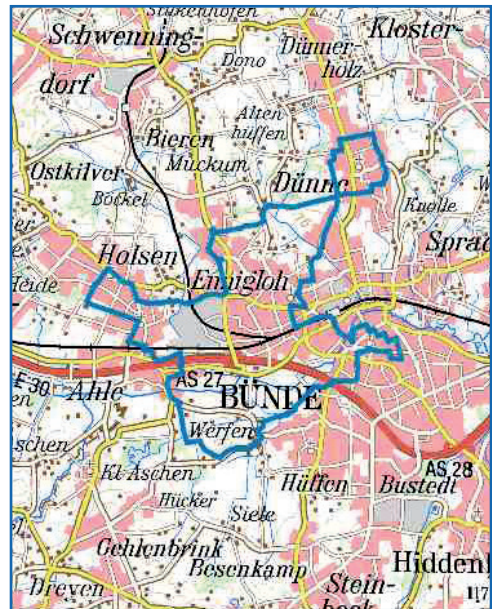 Stukenhöfen
Kloster-
Schwenning-
dorf
Dono
Dünner-
holz
Alten
hüffen
Bieren
Muckum
Ostkilver
Dünne
Böckel
Knolle
Holsen
Sprad
Heide
Ennigloh
E 30
Ahle
AS 27
BÜNDE
Werfen
AS 28
Kl Aschen
Hüffen
Bustedt
Hücker
Siele
Gehlenbrink
Besenkamp
Hidden
Dreyen
Stein-